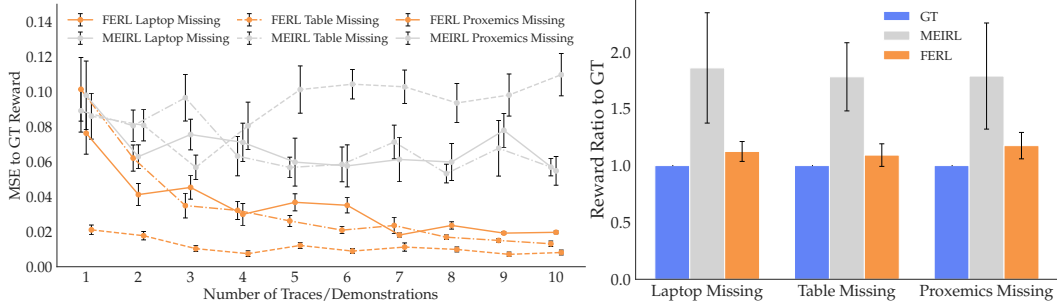 FERL Laptop Missing
FERL Table Missing
FERL Proxemics Missing
MEIRL Laptop Missing
MEIRL Table Missing
MEIRL Proxemics Missing
MSE to GT Reward
0.14
0.12
0.10
0.08
0.06
0.04
0.02
0.00
1 2 3 4 5 6 7 8 9 10
Number of Traces/Demonstrations
GT
MEIRL
FERL
Reward Ratio to GT
2.0
1.5
1.0
0.5
0.0
Laptop Missing Table Missing Proxemics Missing